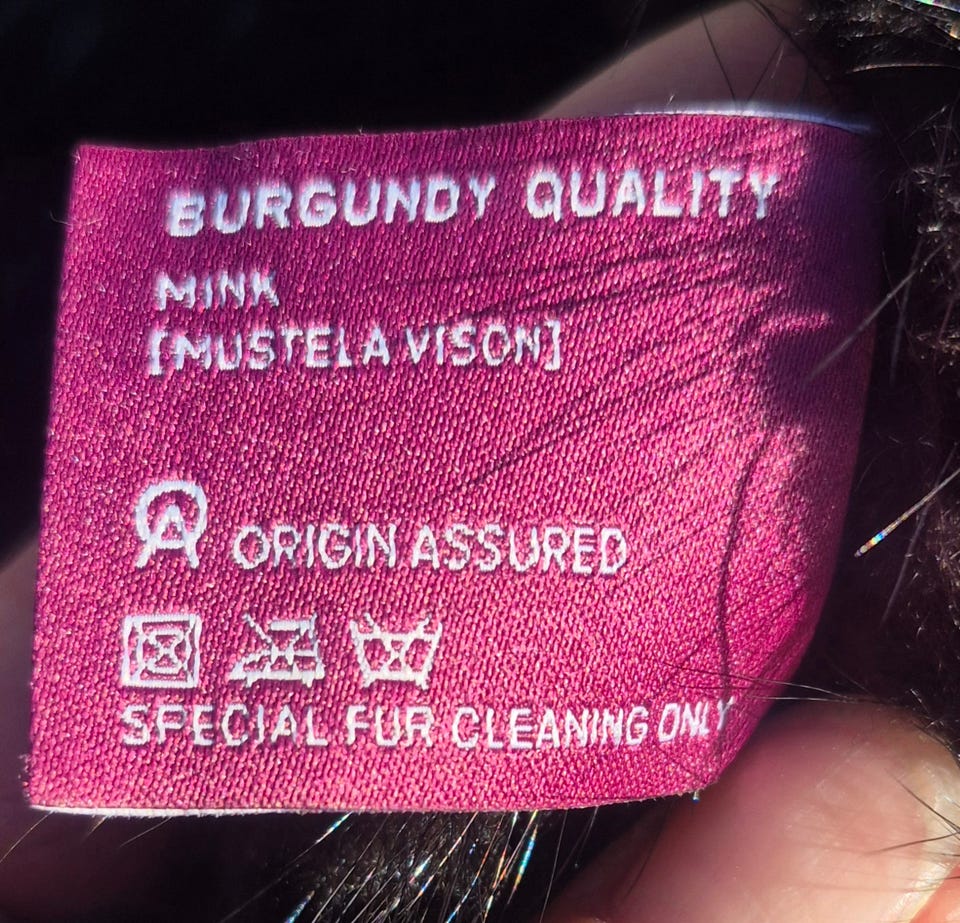 BURGUNDY QUALITY
MINK
[MUSTELA VISON]
ORIGIN ASSURED
SPECIAL FUR CLEANING ONLY